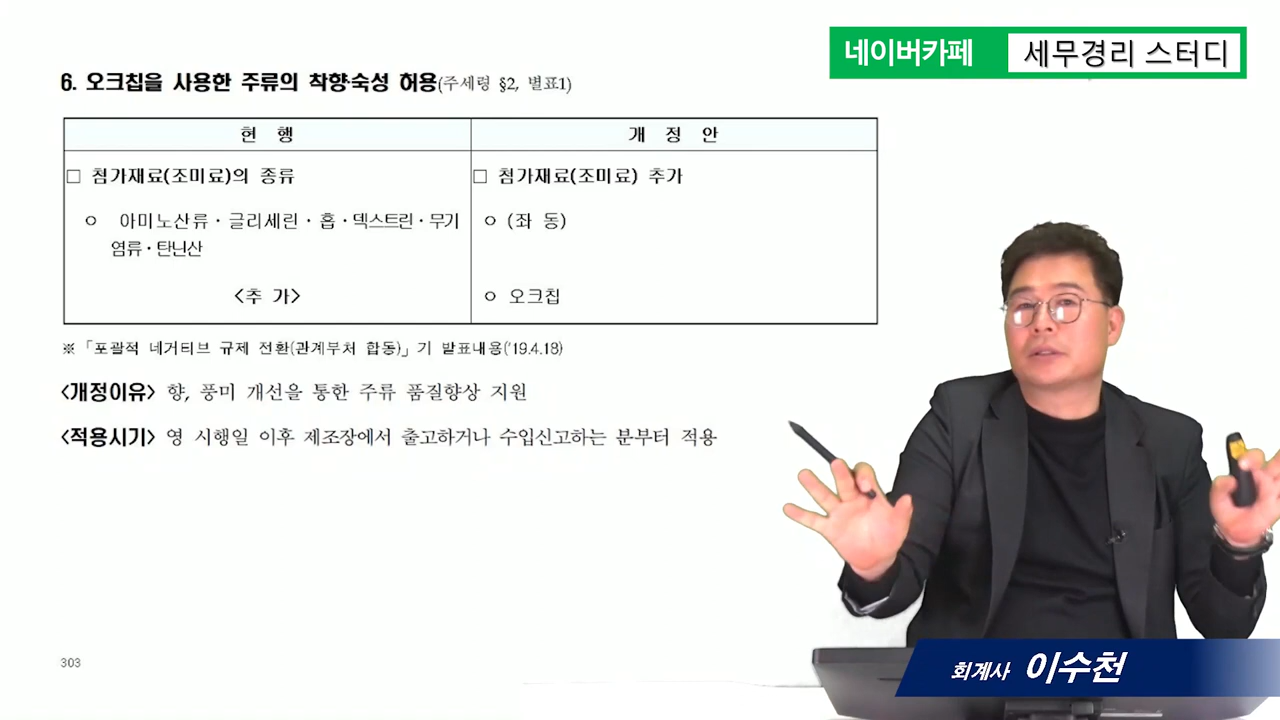 네이버카페 세무경리 스터디
6. 오크칩을 사용한 주류의 착향·숙성 허용(주세령 §2, 별표1)
현 행 개 정 안
□ 첨가재료(조미료)의 종류 □ 첨가재료(조미료) 추가
ㅇ 아미노산류·글리세린·홉·덱스트린·무기 ㅇ (좌 동)
염류·탄닌산
<추 가> ㅇ 오크칩
※ 「포괄적 네거티브 규제 전환(관계부처 합동)」기 발표내용('19.4.18)
<개정이유> 향, 풍미 개선을 통한 주류 품질향상 지원
<적용시기> 영 시행일 이후 제조장에서 출고하거나 수입신고하는 분부터 적용
303
회계사 이수천